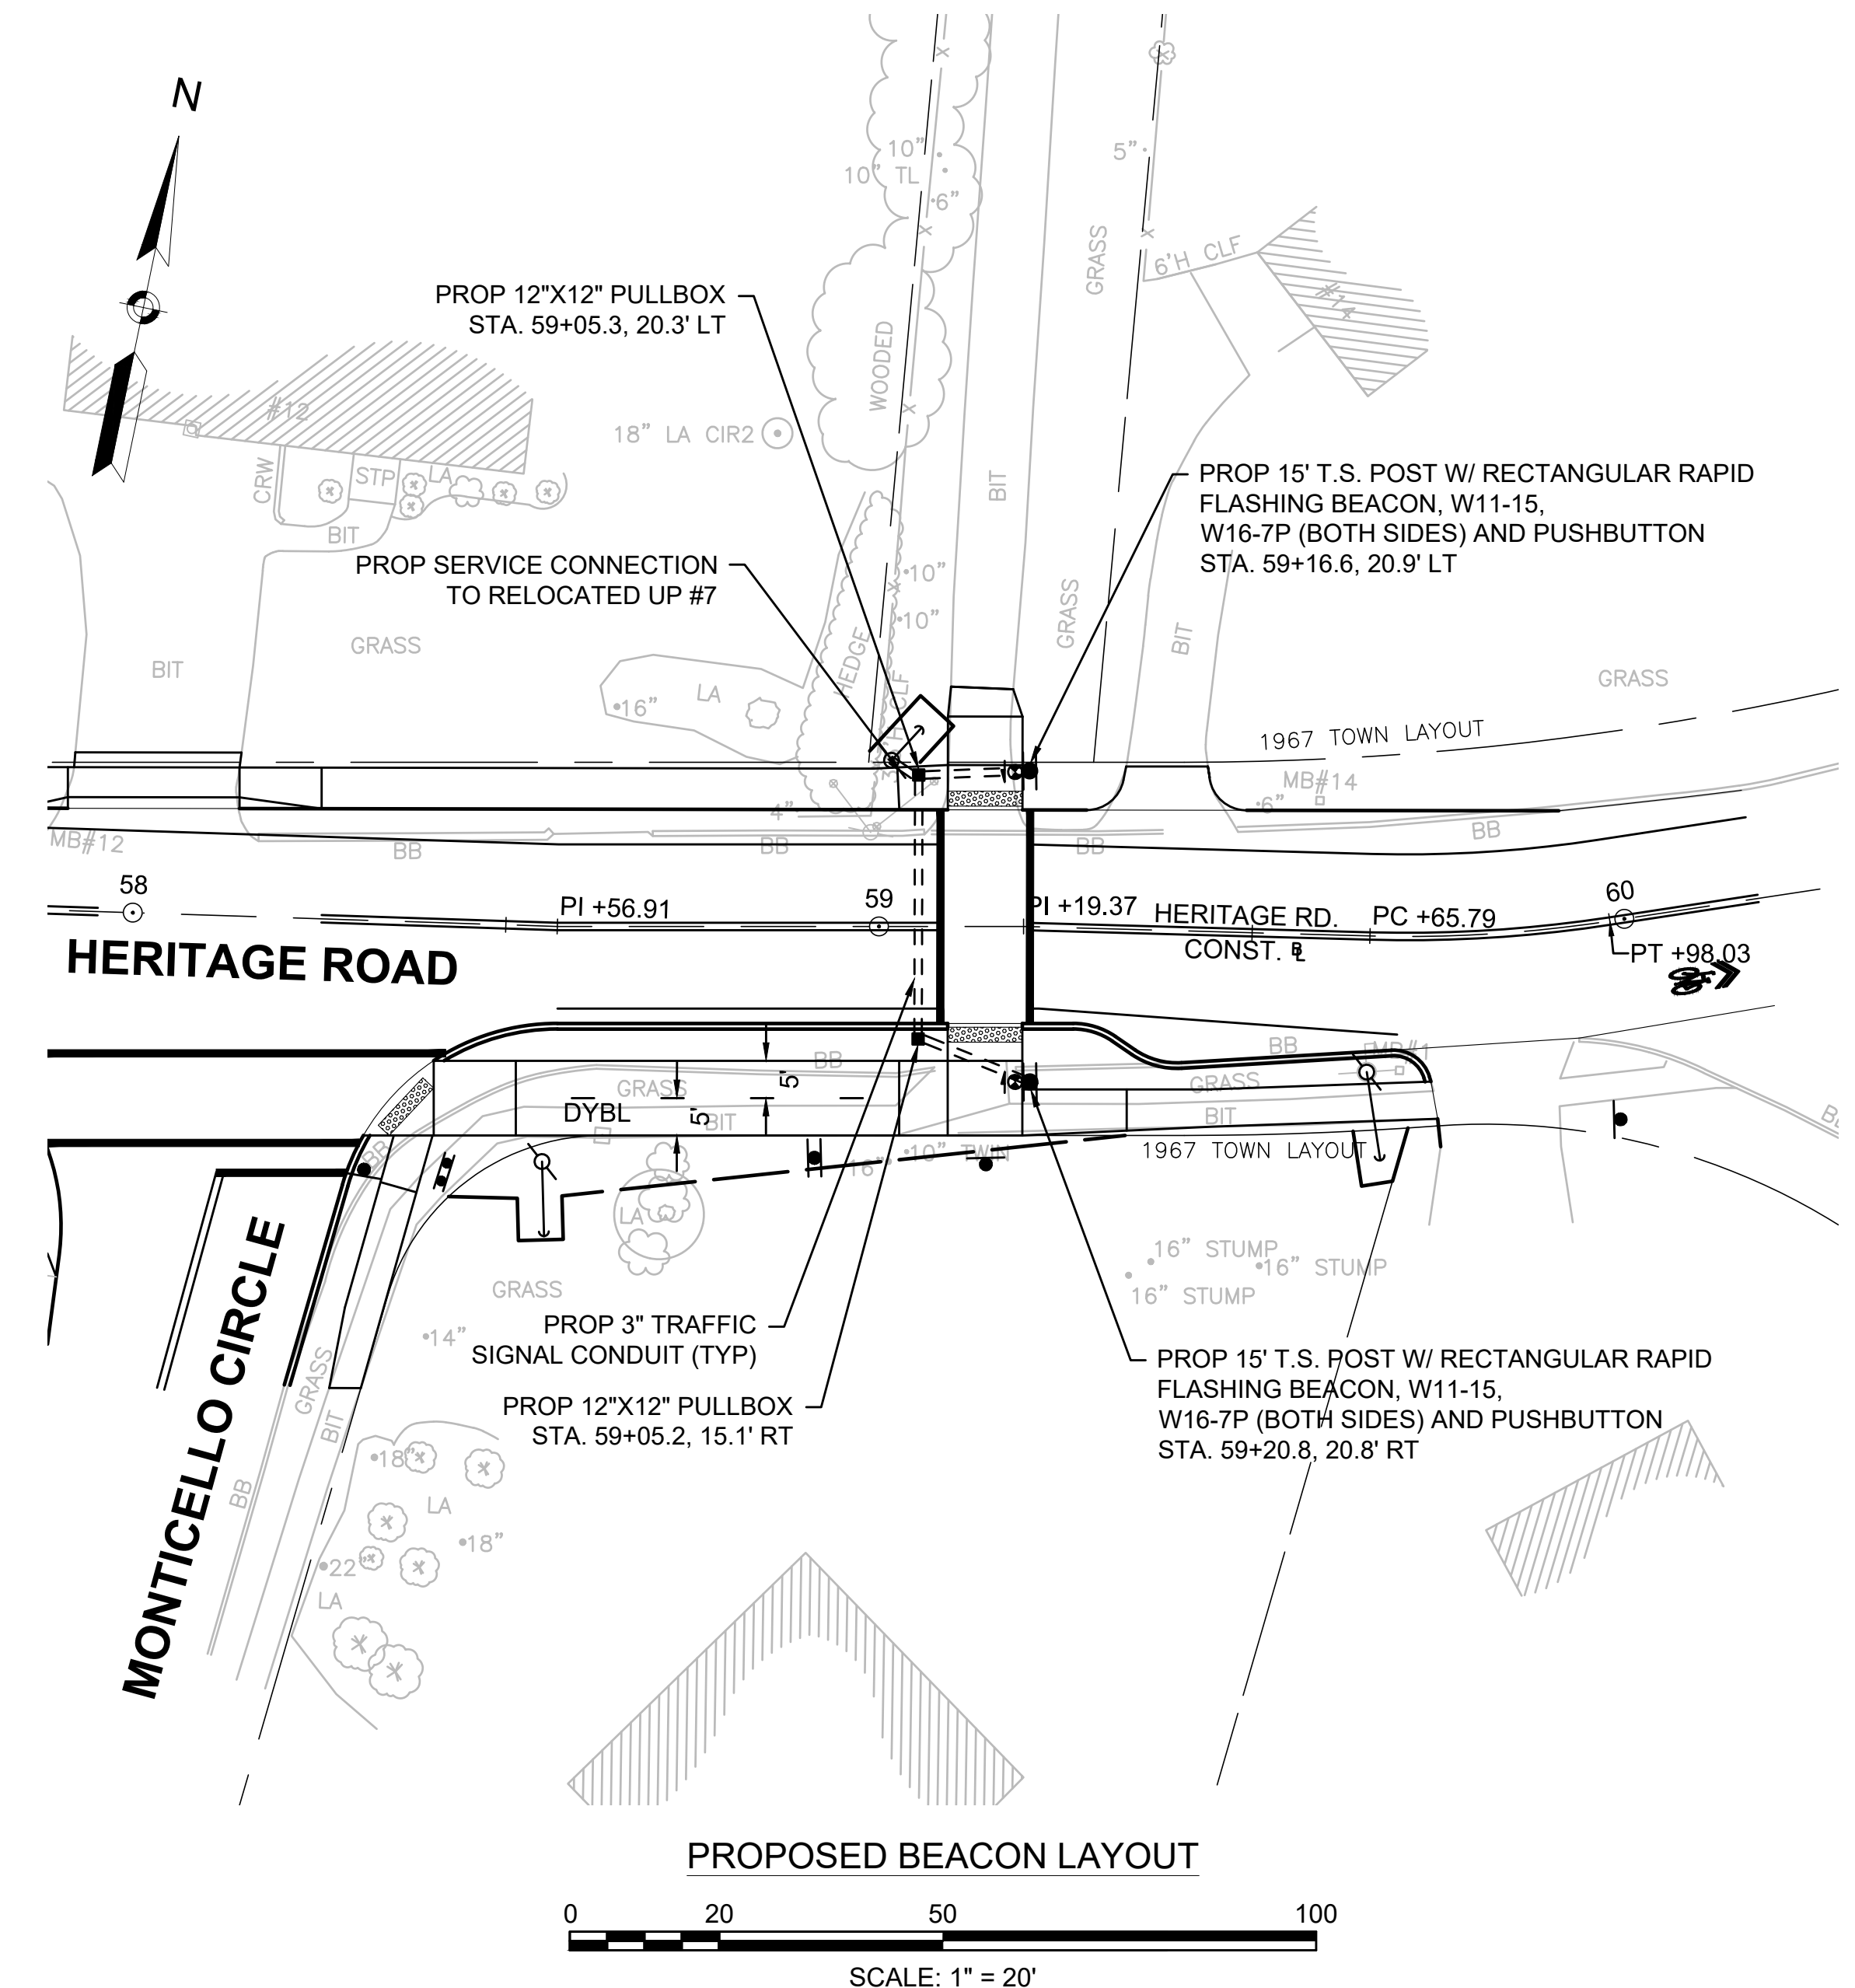 N
10"
10" TL
6"
5"
GRASS
6'H CLF
#14
PROP 12"X12" PULLBOX
STA. 59+05.3, 20.3' LT
WOODED
#12
18" LA CIR2
CRW
STP
LA
BIT
BIT
PROP 15' T.S. POST W/ RECTANGULAR RAPID
FLASHING BEACON, W11-15,
W16-7P (BOTH SIDES) AND PUSHBUTTON
STA. 59+16.6, 20.9' LT
PROP SERVICE CONNECTION
TO RELOCATED UP #7
10"
10"
GRASS
BIT
GRASS
BIT
HEDGE
CLF
GRASS
16"
LA
1967 TOWN LAYOUT
MB#14
6"
4"
MB#12
BB
BB
BB
BB
58
PI +56.91
59
PI +19.37
HERITAGE RD.
CONST. BL
PC +65.79
60
PT +98.03
HERITAGE ROAD
BB
BB
MB#1
GRASS
GRASS
5'
5'
DYBL
BIT
BIT
BB
16"
10" TWIN
1967 TOWN LAYOUT
LA
16" STUMP
16" STUMP
16" STUMP
GRASS
MONTICELLO CIRCLE
PROP 3" TRAFFIC
SIGNAL CONDUIT (TYP)
14"
GRASS
BIT
BB
PROP 12"X12" PULLBOX
STA. 59+05.2, 15.1' RT
PROP 15' T.S. POST W/ RECTANGULAR RAPID
FLASHING BEACON, W11-15,
W16-7P (BOTH SIDES) AND PUSHBUTTON
STA. 59+20.8, 20.8' RT
18"
LA
18"
22"
LA
PROPOSED BEACON LAYOUT
0 20 50 100
SCALE: 1" = 20'